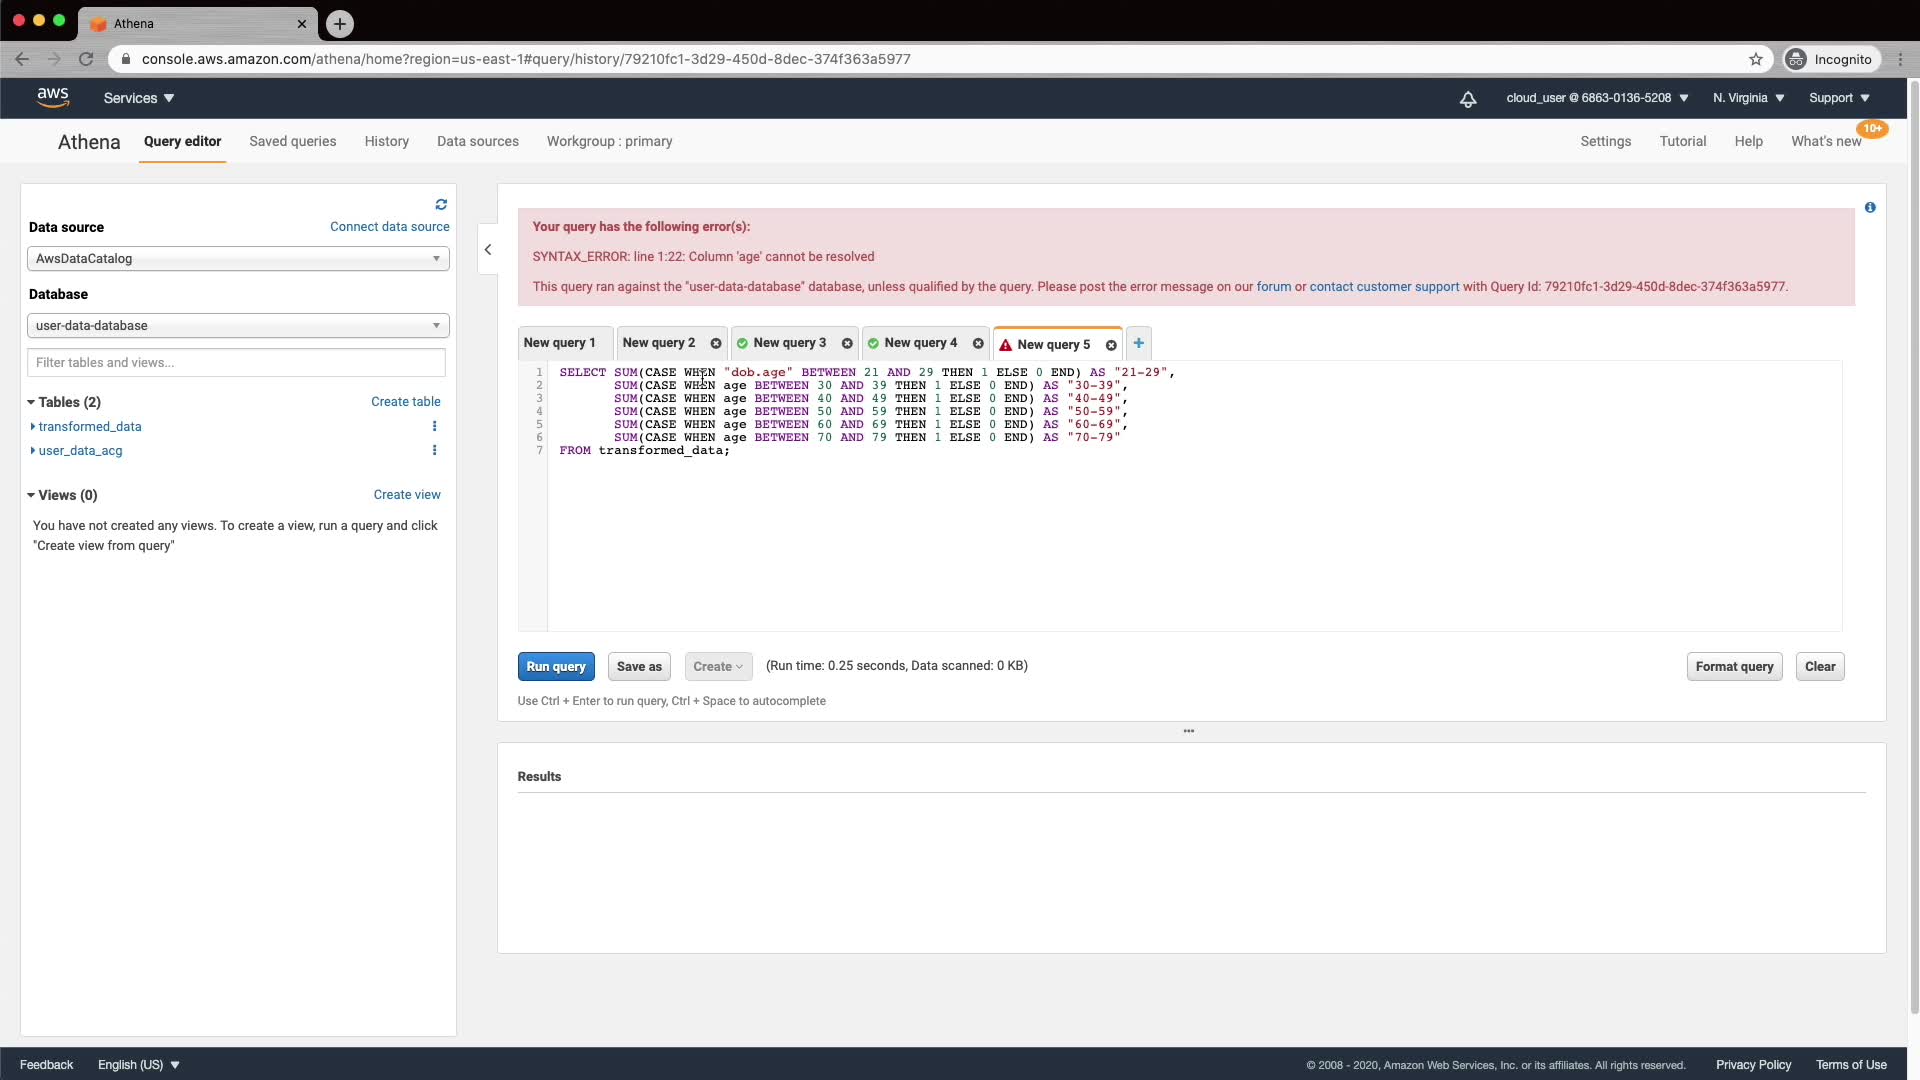 Athena
console.aws.amazon.com/athena/home?region=us-east-1#query/history/79210fc1-3d29-450d-8dec-374f363a5977
Incognito
aws
Services
cloud_user @ 6863-0136-5208
N. Virginia
Support
Athena
Query editor
Saved queries
History
Data sources
Workgroup : primary
Settings
Tutorial
Help
What's new
10+
Data source
Connect data source
AwsDataCatalog
Database
user-data-database
Filter tables and views...
Tables (2)
Create table
transformed_data
user_data_acg
Views (0)
Create view
You have not created any views. To create a view, run a query and click
"Create view from query"
Your query has the following error(s):
SYNTAX_ERROR: line 1:22: Column 'age' cannot be resolved
This query ran against the "user-data-database" database, unless qualified by the query. Please post the error message on our forum or contact customer support with Query Id: 79210fc1-3d29-450d-8dec-374f363a5977.
New query 1
New query 2
New query 3
New query 4
New query 5
+
1 SELECT SUM(CASE WHEN "dob.age" BETWEEN 21 AND 29 THEN 1 ELSE 0 END) AS "21-29",
2 SUM(CASE WHEN age BETWEEN 30 AND 39 THEN 1 ELSE 0 END) AS "30-39",
3 SUM(CASE WHEN age BETWEEN 40 AND 49 THEN 1 ELSE 0 END) AS "40-49",
4 SUM(CASE WHEN age BETWEEN 50 AND 59 THEN 1 ELSE 0 END) AS "50-59",
5 SUM(CASE WHEN age BETWEEN 60 AND 69 THEN 1 ELSE 0 END) AS "60-69",
6 SUM(CASE WHEN age BETWEEN 70 AND 79 THEN 1 ELSE 0 END) AS "70-79"
7 FROM transformed_data;
Run query
Save as
Create
(Run time: 0.25 seconds, Data scanned: 0 KB)
Format query
Clear
Use Ctrl + Enter to run query, Ctrl + Space to autocomplete
Results
Feedback
English (US)
© 2008 - 2020, Amazon Web Services, Inc. or its affiliates. All rights reserved.
Privacy Policy
Terms of Use